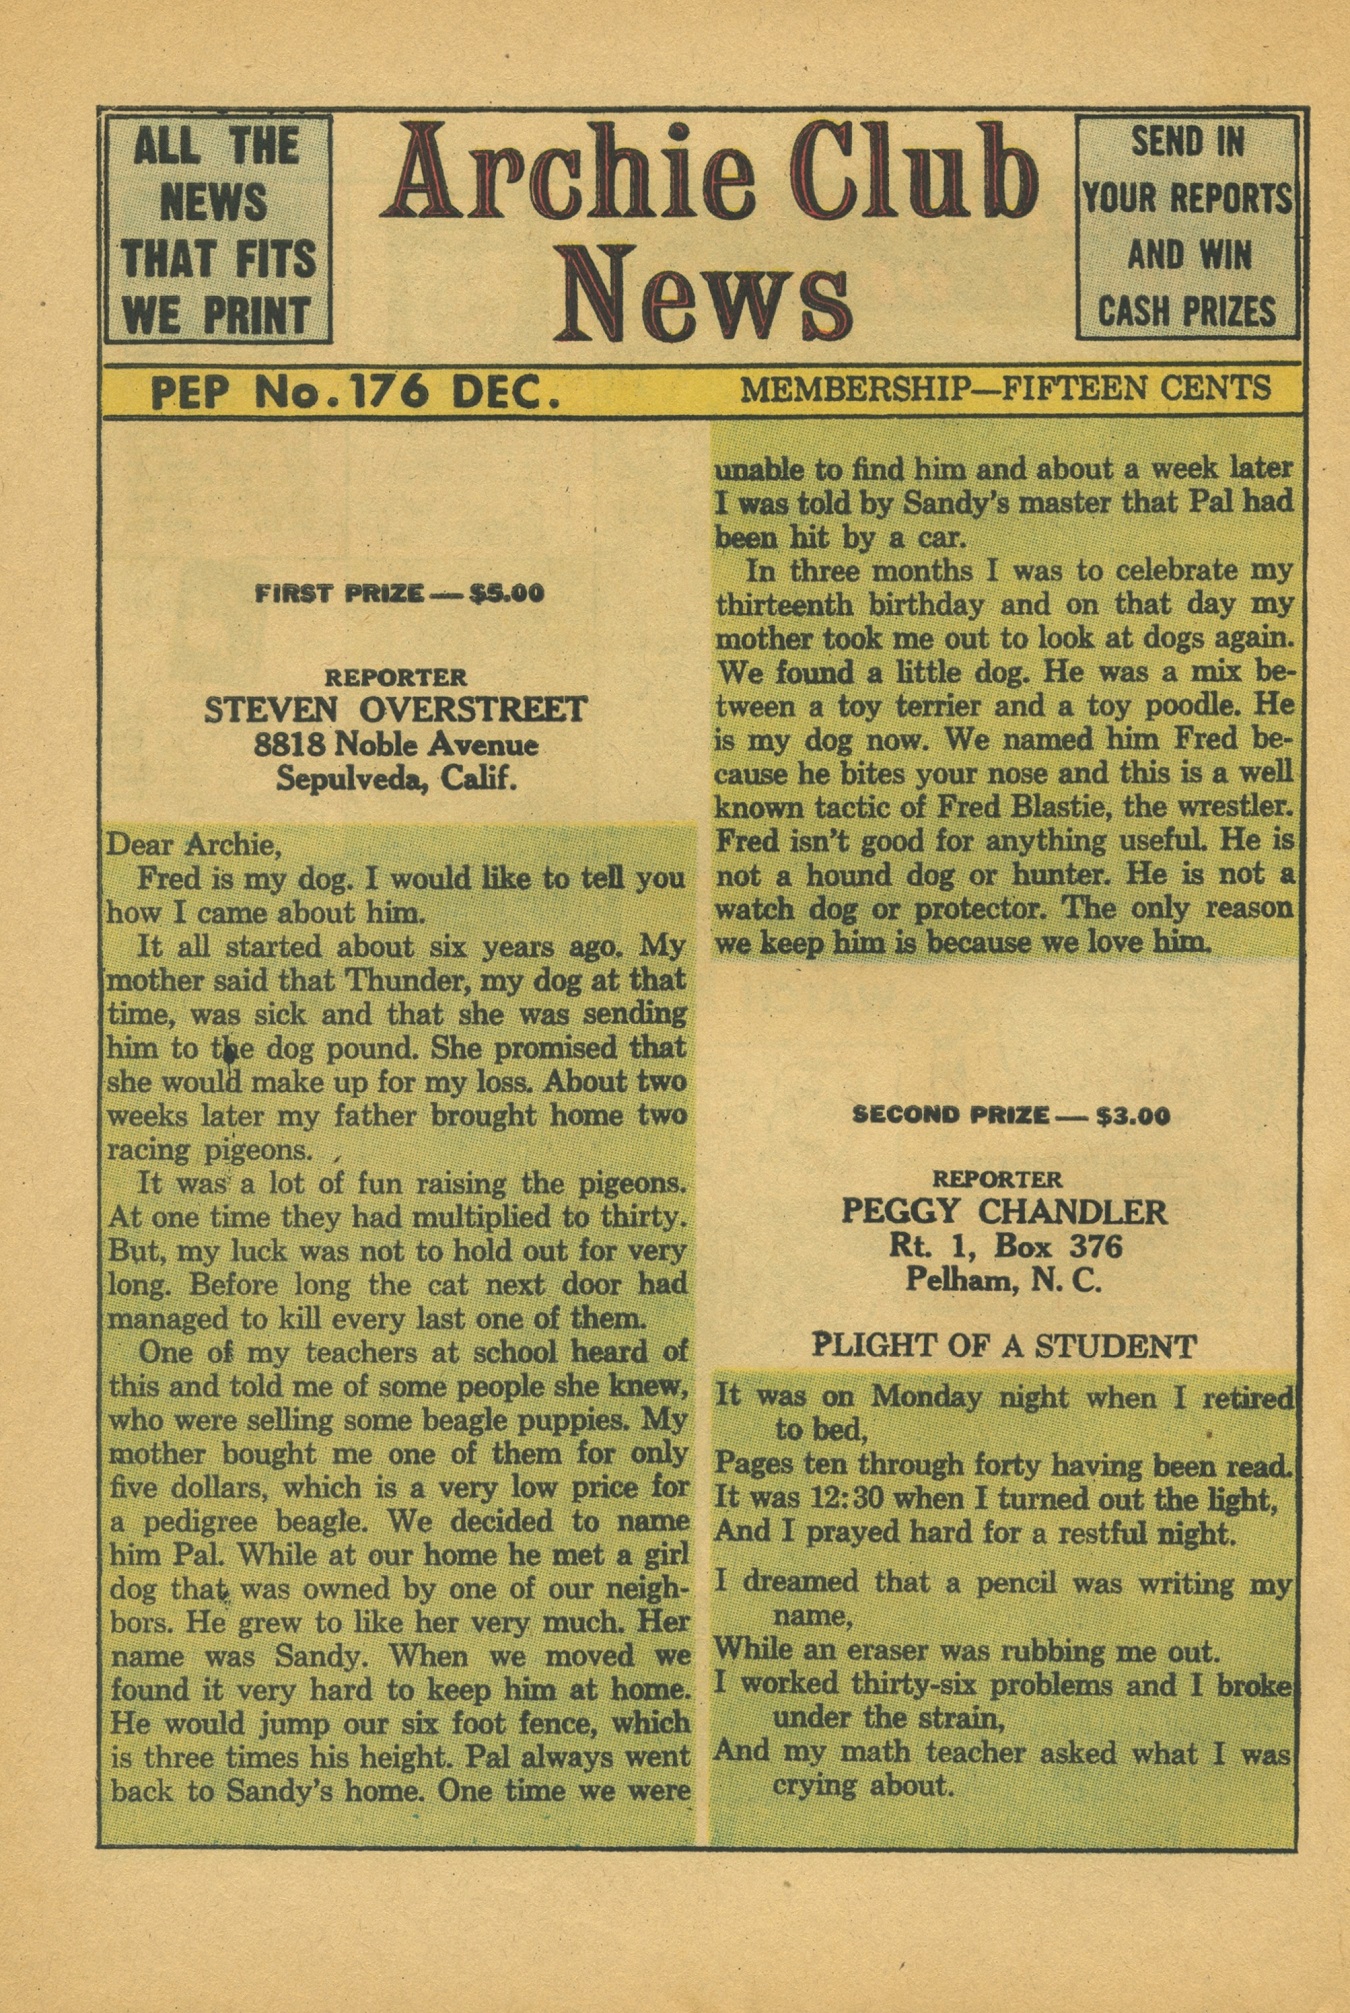 ALL THE
NEWS
THAT FITS
WE PRINT
Archie Club
News
SEND IN
YOUR REPORTS
AND WIN
CASH PRIZES
PEP No. 176 DEC.
MEMBERSHIP—FIFTEEN CENTS
FIRST PRIZE — $5.00
REPORTER
STEVEN OVERSTREET
8818 Noble Avenue
Sepulveda, Calif.
Dear Archie,
Fred is my dog. I would like to tell you
how I came about him.
It all started about six years ago. My
mother said that Thunder, my dog at that
time, was sick and that she was sending
him to the dog pound. She promised that
she would make up for my loss. About two
weeks later my father brought home two
racing pigeons.
It was a lot of fun raising the pigeons.
At one time they had multiplied to thirty.
But, my luck was not to hold out for very
long. Before long the cat next door had
managed to kill every last one of them.
One of my teachers at school heard of
this and told me of some people she knew,
who were selling some beagle puppies. My
mother bought me one of them for only
five dollars, which is a very low price for
a pedigree beagle. We decided to name
him Pal. While at our home he met a girl
dog that was owned by one of our neigh-
bors. He grew to like her very much. Her
name was Sandy. When we moved we
found it very hard to keep him at home.
He would jump our six foot fence, which
is three times his height. Pal always went
back to Sandy's home. One time we were
unable to find him and about a week later
I was told by Sandy's master that Pal had
been hit by a car.
In three months I was to celebrate my
thirteenth birthday and on that day my
mother took me out to look at dogs again.
We found a little dog. He was a mix be-
tween a toy terrier and a toy poodle. He
is my dog now. We named him Fred be-
cause he bites your nose and this is a well
known tactic of Fred Blastie, the wrestler.
Fred isn't good for anything useful. He is
not a hound dog or hunter. He is not a
watch dog or protector. The only reason
we keep him is because we love him.
SECOND PRIZE — $3.00
REPORTER
PEGGY CHANDLER
Rt. 1, Box 376
Pelham, N. C.
PLIGHT OF A STUDENT
It was on Monday night when I retired
to bed,
Pages ten through forty having been read.
It was 12:30 when I turned out the light,
And I prayed hard for a restful night.
I dreamed that a pencil was writing my
name,
While an eraser was rubbing me out.
I worked thirty-six problems and I broke
under the strain,
And my math teacher asked what I was
crying about.